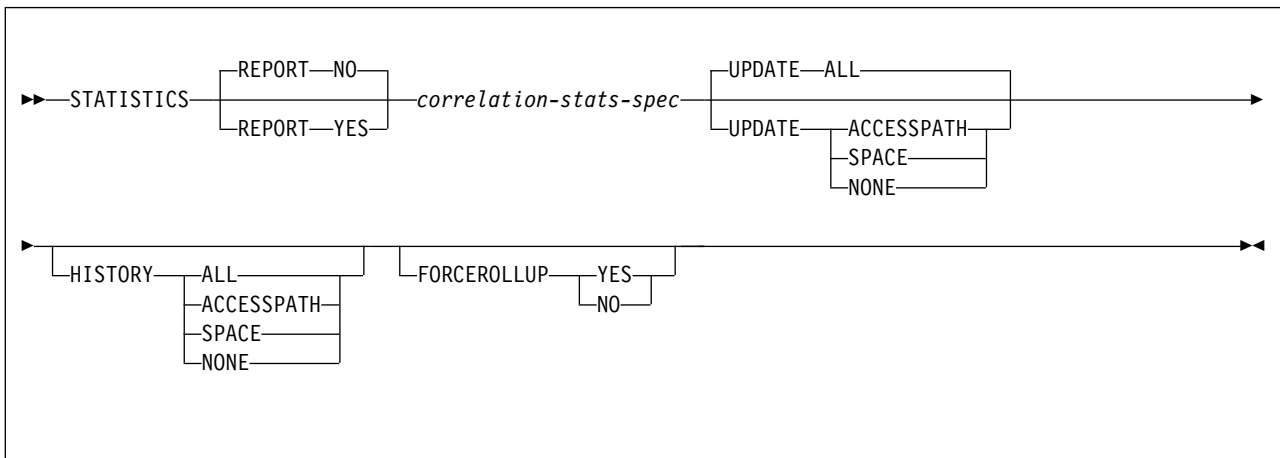 REPORT NO
UPDATE ALL
STATISTICS
correlation-stats-spec
REPORT YES
UPDATE ACCESSPATH
SPACE
NONE
HISTORY ALL
ACCESSPATH
SPACE
NONE
FORCEROLLUP YES
NO